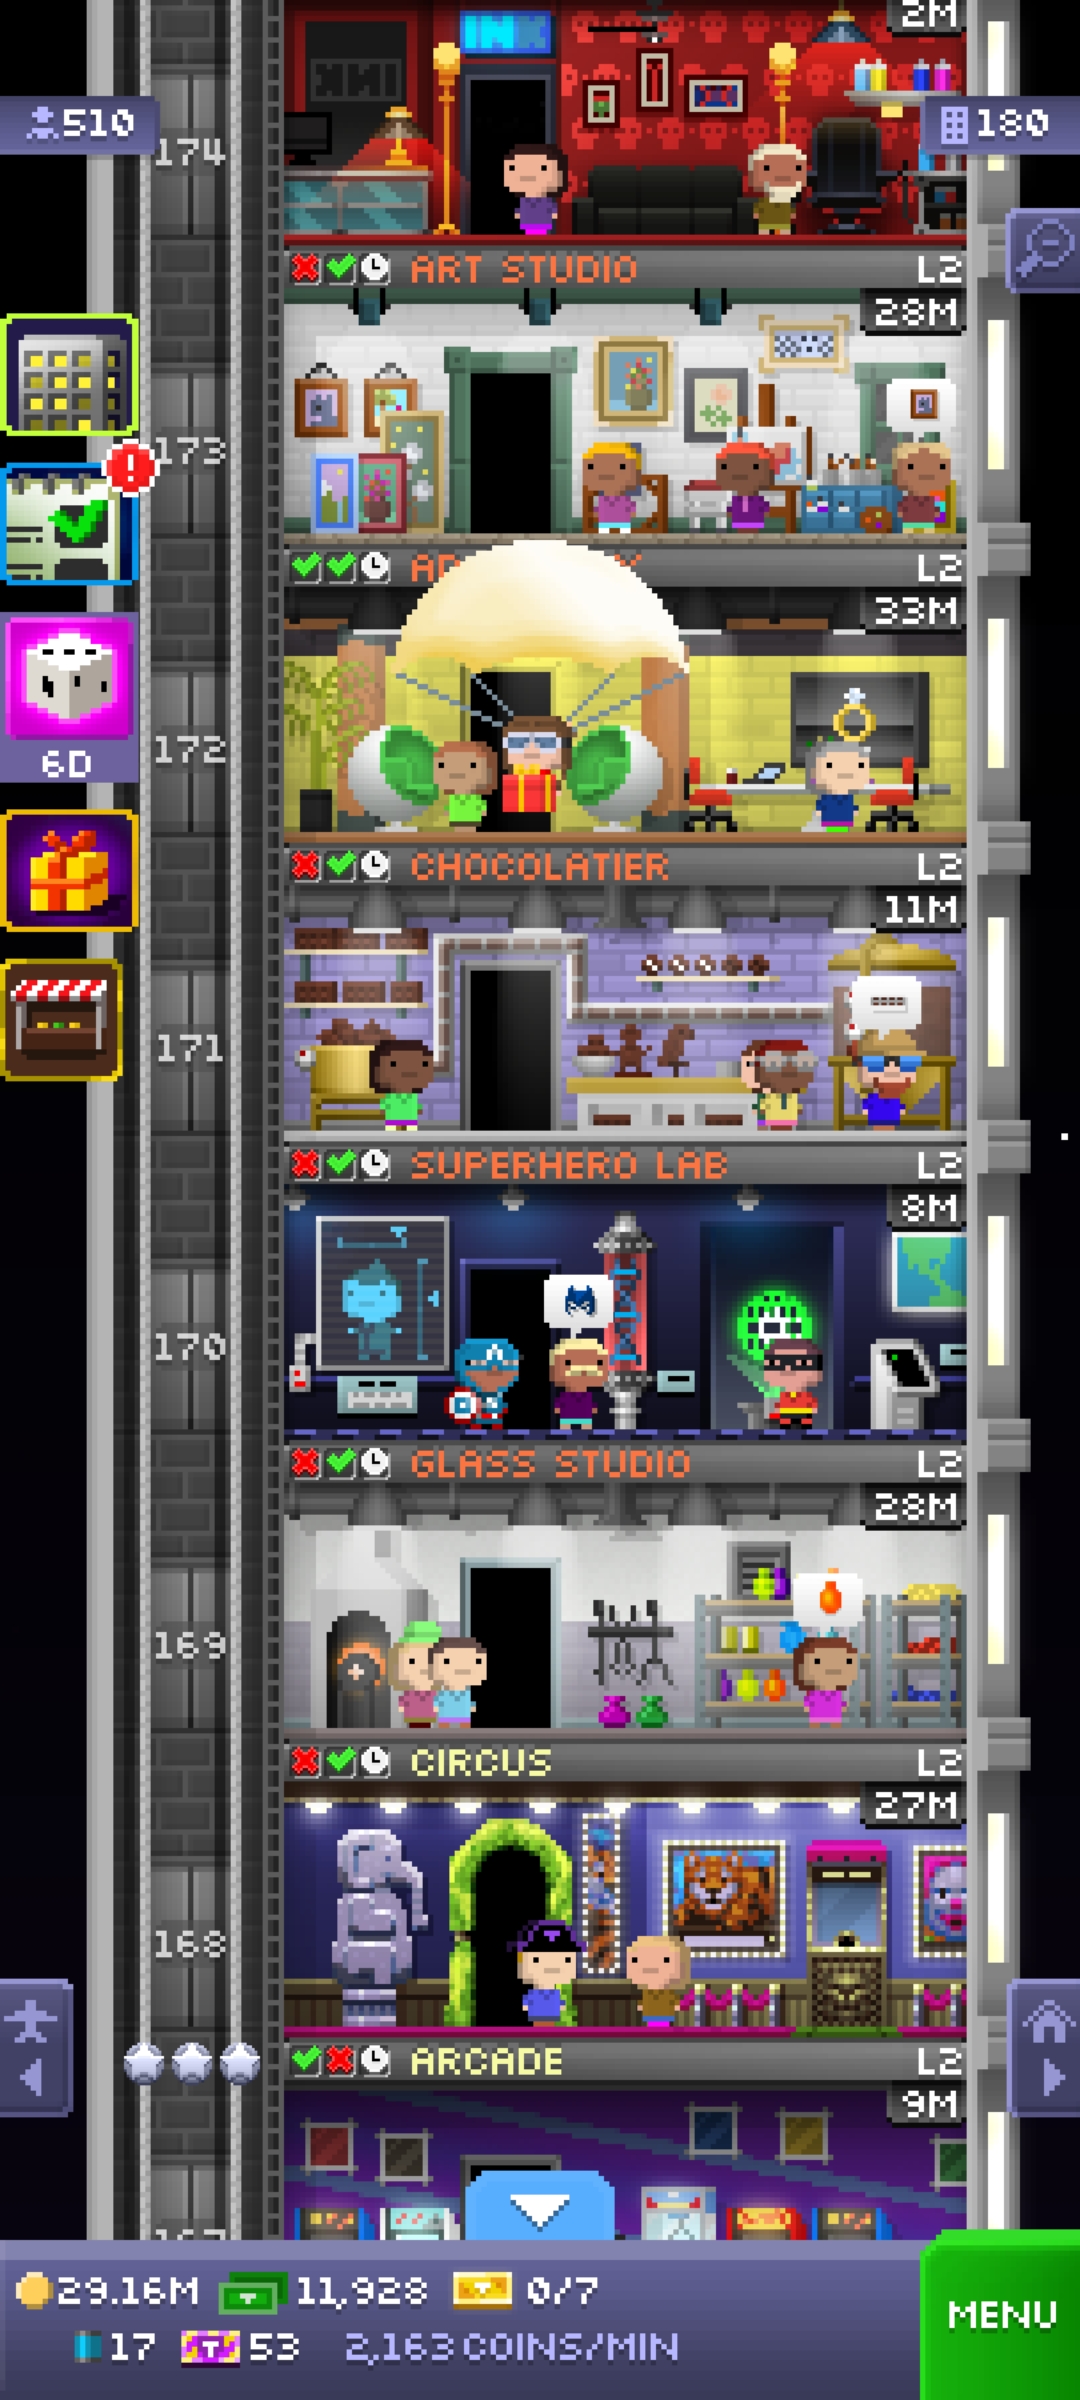 2M
INK
510
180
174
ART STUDIO L2
28M
173
L2
33M
6D
172
CHOCOLATIER L2
11M
171
SUPERHERO LAB L2
8M
170
GLASS STUDIO L2
28M
169
CIRCUS L2
27M
168
ARCADE L2
9M
29.16M 11,928 0/7
MENU
17 53 2,163 COINS/MIN